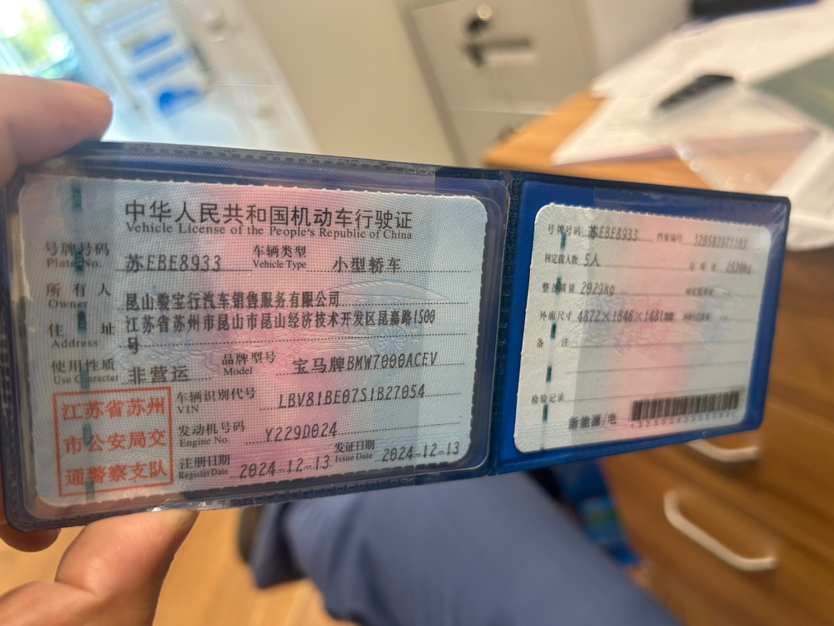 中华人民共和国机动车行驶证
Vehicle License of the People's Republic of China
号牌号码 苏EBE8933 车辆类型 小型轿车
Plate No. Vehicle Type
所有人 昆山骏宝行汽车销售服务有限公司
Owner
住址 江苏省苏州市昆山市昆山经济技术开发区昆嘉路1500
Address 号
使用性质 非营运 品牌型号 宝马牌BMW7000ACEV
Use Character Model
江苏省苏州
市公安局交
通警察支队
车辆识别代号 LBV81BE07S1B27054
VIN
发动机号码 Y229D024
Engine No.
注册日期 2024-12-13 发证日期 2024-12-13
Register Date Issue Date
号牌号码 苏EBE8933 档案编号
核定载人数 5人
整备质量 2029kg
外廓尺寸 4872×1846×1481
备注
检验记录
新能源/电